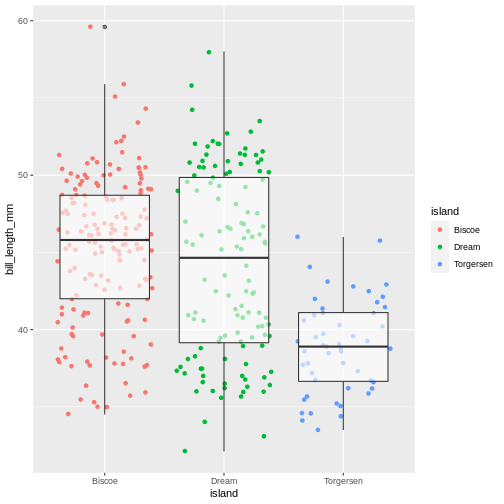 60
50
40
bill_length_mm
Biscoe
Dream
Torgersen
island
island
Biscoe
Dream
Torgersen